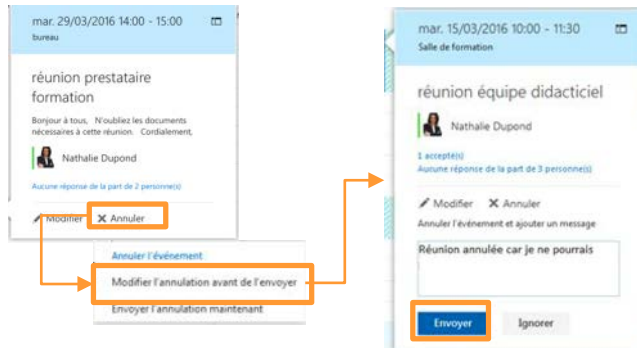 mar. 29/03/2016 14:00 - 15:00
bureau
réunion prestataire
formation
Bonjour à tous, N'oubliez les documents
nécessaires à cette réunion. Cordialement,
Nathalie Dupond
Aucune réponse de la part de 2 personne(s)
Modifier Annuler
Annuler l'événement
Modifier l'annulation avant de l'envoyer
Envoyer l'annulation maintenant
mar. 15/03/2016 10:00 - 11:30
Salle de formation
réunion équipe didacticiel
Nathalie Dupond
1 accepté(s)
Aucune réponse de la part de 3 personne(s)
Modifier Annuler
Annuler l'événement et ajouter un message
Réunion annulée car je ne pourrais
Envoyer Ignorer